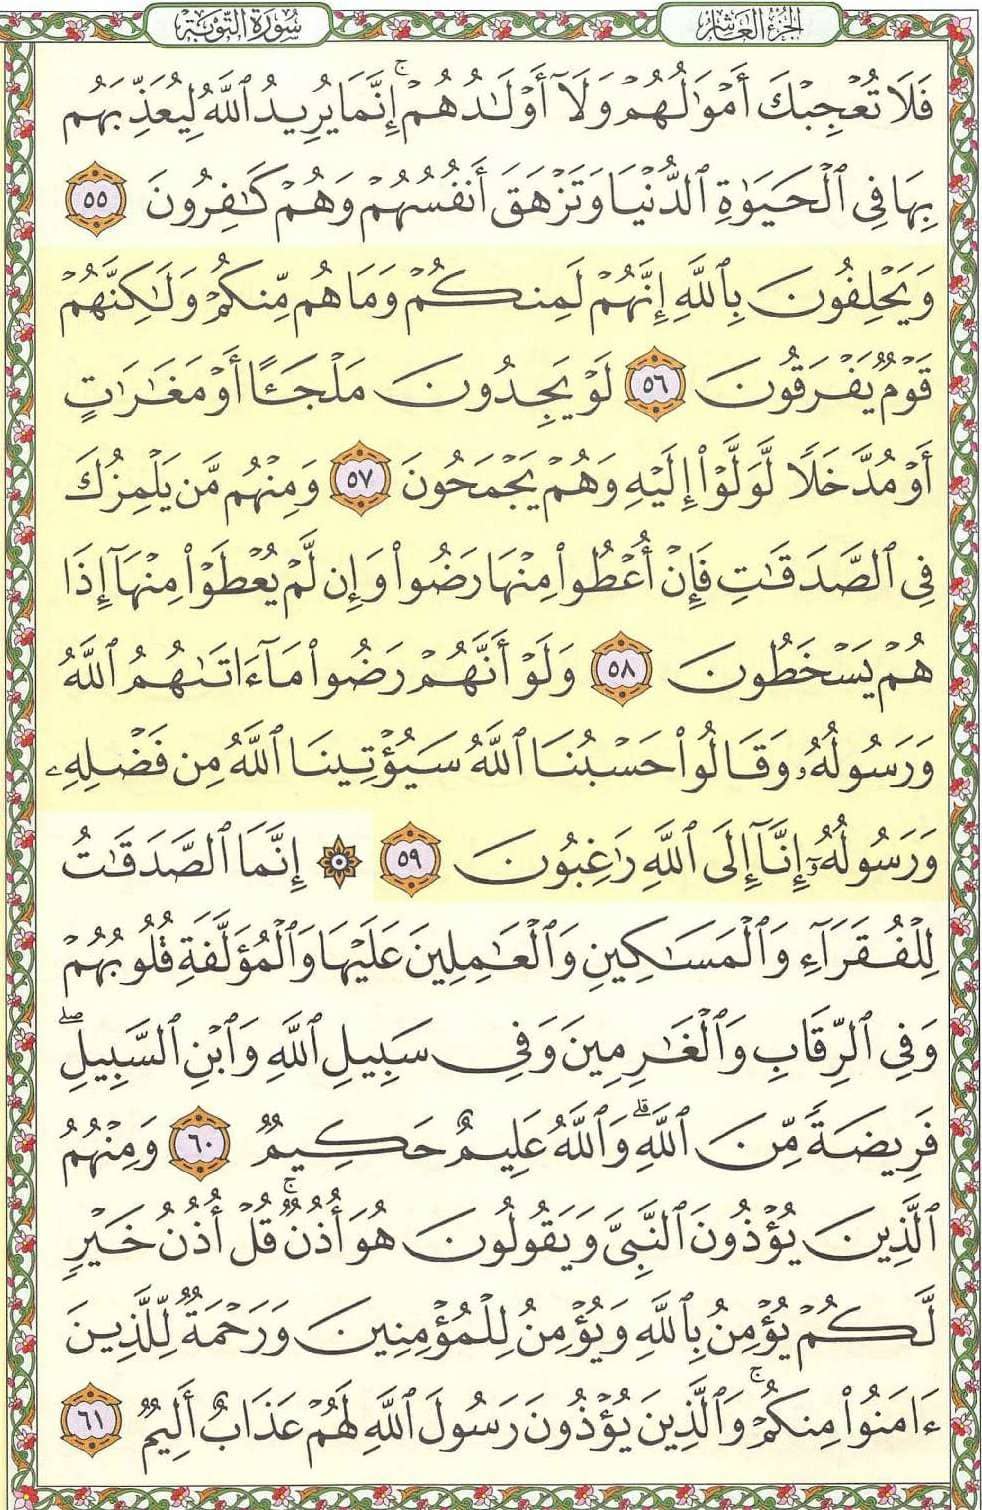 الجزء العاشر
سورة التوبة
فَلَا تُعۡجِبۡكَ أَمۡوَٰلُهُمۡ وَلَآ أَوۡلَٰدُهُمۡۚ إِنَّمَا يُرِيدُ ٱللَّهُ لِيُعَذِّبَهُم
بِهَا فِي ٱلۡحَيَوٰةِ ٱلدُّنۡيَا وَتَزۡهَقَ أَنفُسُهُمۡ وَهُمۡ كَٰفِرُونَ ٥٥
وَيَحۡلِفُونَ بِٱللَّهِ إِنَّهُمۡ لَمِنكُمۡ وَمَا هُم مِّنكُمۡ وَلَٰكِنَّهُمۡ
قَوۡمٞ يَفۡرَقُونَ ٥٦ لَوۡ يَجِدُونَ مَلۡجَـًٔا أَوۡ مَغَٰرَٰتٍ
أَوۡ مُدَّخَلٗا لَّوَلَّوۡاْ إِلَيۡهِ وَهُمۡ يَجۡمَحُونَ ٥٧ وَمِنۡهُم مَّن يَلۡمِزُكَ
فِي ٱلصَّدَقَٰتِ فَإِنۡ أُعۡطُواْ مِنۡهَا رَضُواْ وَإِن لَّمۡ يُعۡطَوۡاْ مِنۡهَآ إِذَا
هُمۡ يَسۡخَطُونَ ٥٨ وَلَوۡ أَنَّهُمۡ رَضُواْ مَآ ءَاتَىٰهُمُ ٱللَّهُ
وَرَسُولُهُۥ وَقَالُواْ حَسۡبُنَا ٱللَّهُ سَيُؤۡتِينَا ٱللَّهُ مِن فَضۡلِهِۦ
وَرَسُولُهُۥٓ إِنَّآ إِلَى ٱللَّهِ رَٰغِبُونَ ٥٩ ۞ إِنَّمَا ٱلصَّدَقَٰتُ
لِلۡفُقَرَآءِ وَٱلۡمَسَٰكِينِ وَٱلۡعَٰمِلِينَ عَلَيۡهَا وَٱلۡمُؤَلَّفَةِ قُلُوبُهُمۡ
وَفِي ٱلرِّقَابِ وَٱلۡغَٰرِمِينَ وَفِي سَبِيلِ ٱللَّهِ وَٱبۡنِ ٱلسَّبِيلِۖ
فَرِيضَةٗ مِّنَ ٱللَّهِۗ وَٱللَّهُ عَلِيمٌ حَكِيمٞ ٦٠ وَمِنۡهُمُ
ٱلَّذِينَ يُؤۡذُونَ ٱلنَّبِيَّ وَيَقُولُونَ هُوَ أُذُنٞۚ قُلۡ أُذُنُ خَيۡرٖ
لَّكُمۡ يُؤۡمِنُ بِٱللَّهِ وَيُؤۡمِنُ لِلۡمُؤۡمِنِينَ وَرَحۡمَةٞ لِّلَّذِينَ
ءَامَنُواْ مِنكُمۡۚ وَٱلَّذِينَ يُؤۡذُونَ رَسُولَ ٱللَّهِ لَهُمۡ عَذَابٌ أَلِيمٞ ٦١